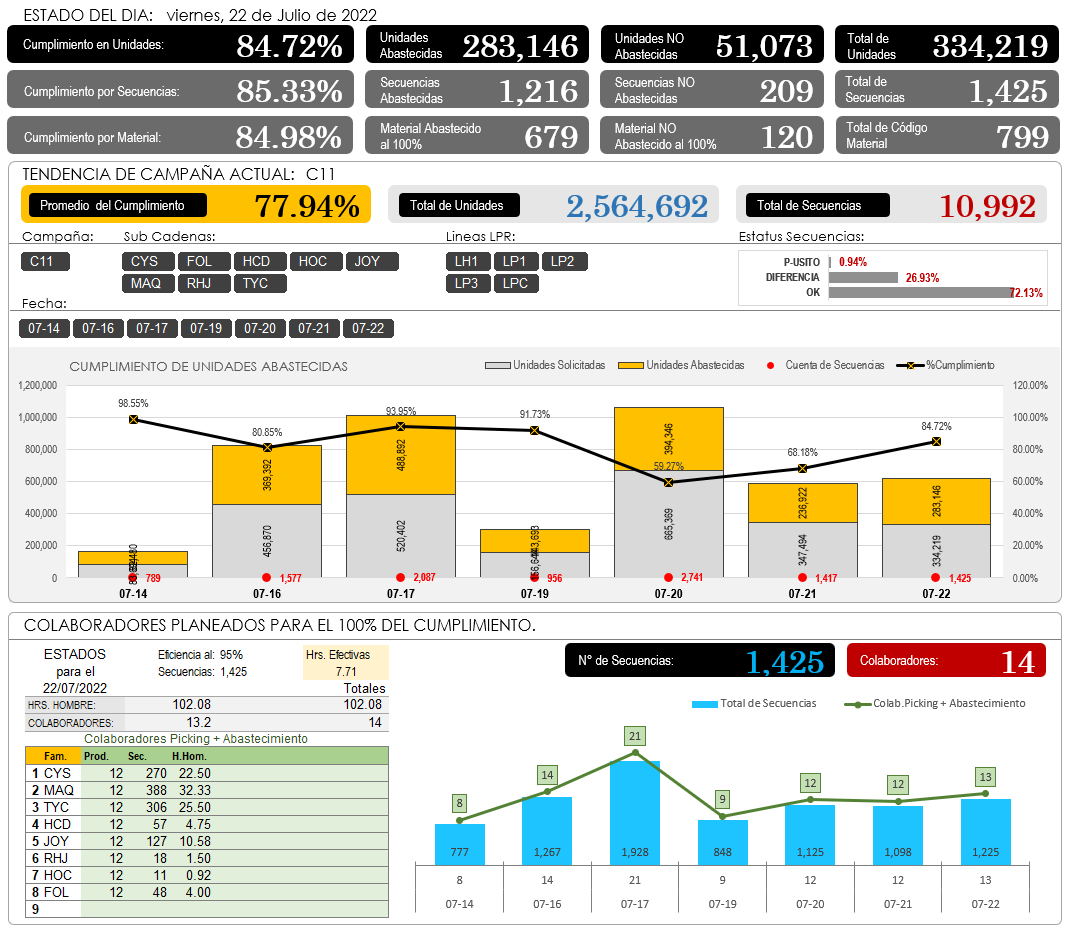 ESTADO DEL DIA: viernes, 22 de Julio de 2022
Cumplimiento en Unidades: 84.72%
Unidades Abastecidas 283,146
Unidades NO Abastecidas 51,073
Total de Unidades 334,219
Cumplimiento por Secuencias: 85.33%
Secuencias Abastecidas 1,216
Secuencias NO Abastecidas 209
Total de Secuencias 1,425
Cumplimiento por Material: 84.98%
Material Abastecido al 100% 679
Material NO Abastecido al 100% 120
Total de Código Material 799
TENDENCIA DE CAMPAÑA ACTUAL: C11
Promedio del Cumplimiento 77.94%
Total de Unidades 2,564,692
Total de Secuencias 10,992
Campaña: Sub Cadenas: Lineas LPR: Estatus Secuencias:
C11 CYS FOL HCD HOC JOY LH1 LP1 LP2
MAQ RHJ TYC LP3 LPC
P-USITO 0.94%
DIFERENCIA 26.93%
OK 72.13%
Fecha:
07-14 07-16 07-17 07-19 07-20 07-21 07-22
CUMPLIMIENTO DE UNIDADES ABASTECIDAS
Unidades Solicitadas Unidades Abastecidas Cuenta de Secuencias %Cumplimiento
1,200,000 120.00%
1,000,000 100.00%
800,000 80.00%
600,000 60.00%
400,000 40.00%
200,000 20.00%
0 0.00%
98.55% 80.85% 93.95% 91.73% 59.27% 68.18% 84.72%
369,392 488,892 394,346 236,922 283,146
456,870 520,402 665,369 347,494 334,219
789 1,577 2,087 956 2,741 1,417 1,425
07-14 07-16 07-17 07-19 07-20 07-21 07-22
COLABORADORES PLANEADOS PARA EL 100% DEL CUMPLIMIENTO.
ESTADOS para el 22/07/2022
Eficiencia al: 95%
Secuencias: 1,425
Hrs. Efectivas
7.71
Totales
HRS. HOMBRE: 102.08 102.08
COLABORADORES: 13.2 14
Colaboradores Picking + Abastecimiento
Fam. Prod. Sec. H.Hom.
1 CYS 12 270 22.50
2 MAQ 12 388 32.33
3 TYC 12 306 25.50
4 HCD 12 57 4.75
5 JOY 12 127 10.58
6 RHJ 12 18 1.50
7 HOC 12 11 0.92
8 FOL 12 48 4.00
9
N° de Secuencias: 1,425
Colaboradores: 14
Total de Secuencias Colab.Picking + Abastecimiento
8 14 21 9 12 12 13
777 1,267 1,928 848 1,125 1,098 1,225
8 14 21 9 12 12 13
07-14 07-16 07-17 07-19 07-20 07-21 07-22